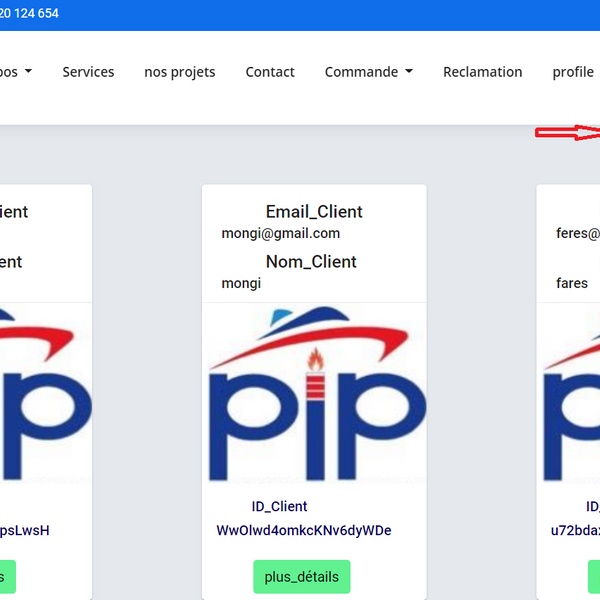 20 124 654
pos Services nos projets Contact Commande Reclamation profile
ient Email_Client
mongi@gmail.com feres@
ent Nom_Client
mongi fares
pip pip pip
ID_Client ID_
psLwsH WwOlwd4omkcKNv6dyWDe u72bda
s plus_détails